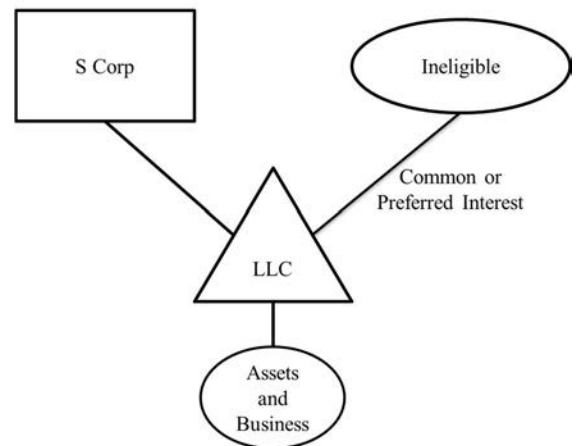 S Corp
Ineligible
Common or
Preferred Interest
LLC
Assets
and
Business